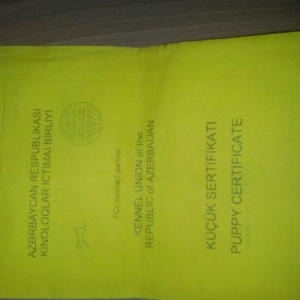 AZƏRBAYCAN RESPUBLİKASI
KİNOLOQLAR İCTİMAİ BİRLİYİ
FCI contract partner
KENNEL UNION of the
REPUBLIC of AZERBAIJAN
KÜÇÜK SERTİFİKATI
PUPPY CERTIFICATE